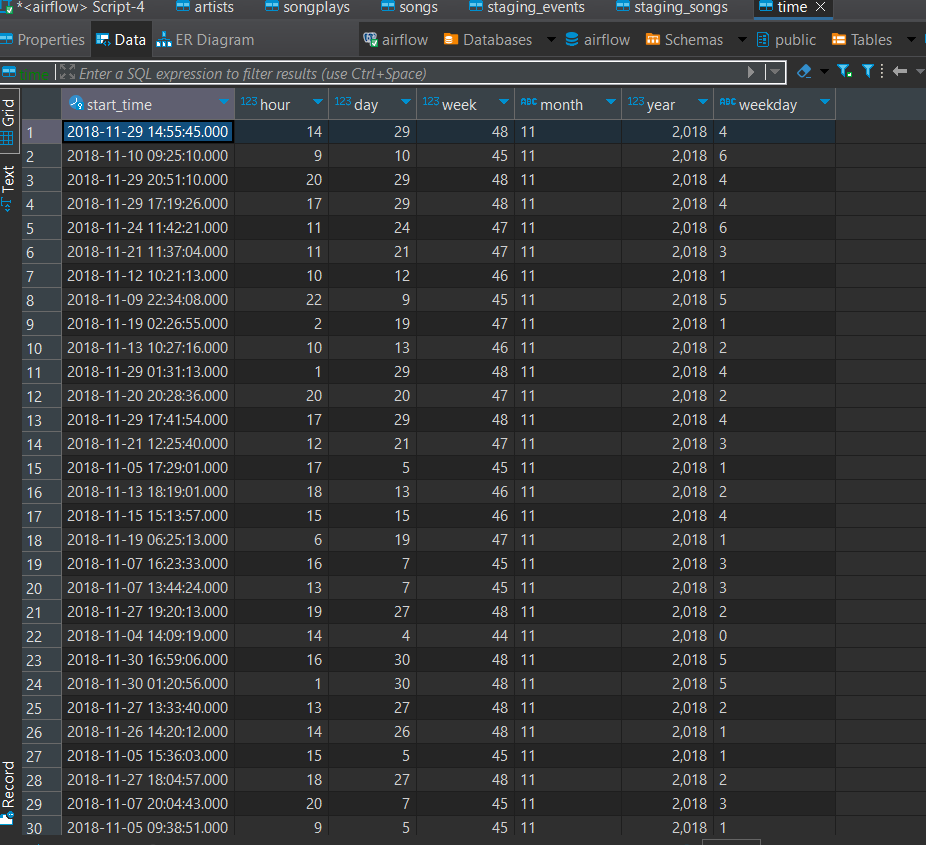 *<airflow> Script-4 artists songplays songs staging_events staging_songs time
Properties Data ER Diagram airflow Databases airflow Schemas public Tables
time Enter a SQL expression to filter results (use Ctrl+Space)
Grid
Text
Record
start_time 123 hour 123 day 123 week ABC month 123 year ABC weekday
1 2018-11-29 14:55:45.000 14 29 48 11 2,018 4
2 2018-11-10 09:25:10.000 9 10 45 11 2,018 6
3 2018-11-29 20:51:10.000 20 29 48 11 2,018 4
4 2018-11-29 17:19:26.000 17 29 48 11 2,018 4
5 2018-11-24 11:42:21.000 11 24 47 11 2,018 6
6 2018-11-21 11:37:04.000 11 21 47 11 2,018 3
7 2018-11-12 10:21:13.000 10 12 46 11 2,018 1
8 2018-11-09 22:34:08.000 22 9 45 11 2,018 5
9 2018-11-19 02:26:55.000 2 19 47 11 2,018 1
10 2018-11-13 10:27:16.000 10 13 46 11 2,018 2
11 2018-11-29 01:31:13.000 1 29 48 11 2,018 4
12 2018-11-20 20:28:36.000 20 20 47 11 2,018 2
13 2018-11-29 17:41:54.000 17 29 48 11 2,018 4
14 2018-11-21 12:25:40.000 12 21 47 11 2,018 3
15 2018-11-05 17:29:01.000 17 5 45 11 2,018 1
16 2018-11-13 18:19:01.000 18 13 46 11 2,018 2
17 2018-11-15 15:13:57.000 15 15 46 11 2,018 4
18 2018-11-19 06:25:13.000 6 19 47 11 2,018 1
19 2018-11-07 16:23:33.000 16 7 45 11 2,018 3
20 2018-11-07 13:44:24.000 13 7 45 11 2,018 3
21 2018-11-27 19:20:13.000 19 27 48 11 2,018 2
22 2018-11-04 14:09:19.000 14 4 44 11 2,018 0
23 2018-11-30 16:59:06.000 16 30 48 11 2,018 5
24 2018-11-30 01:20:56.000 1 30 48 11 2,018 5
25 2018-11-27 13:33:40.000 13 27 48 11 2,018 2
26 2018-11-26 14:20:12.000 14 26 48 11 2,018 1
27 2018-11-05 15:36:03.000 15 5 45 11 2,018 1
28 2018-11-27 18:04:57.000 18 27 48 11 2,018 2
29 2018-11-07 20:04:43.000 20 7 45 11 2,018 3
30 2018-11-05 09:38:51.000 9 5 45 11 2,018 1